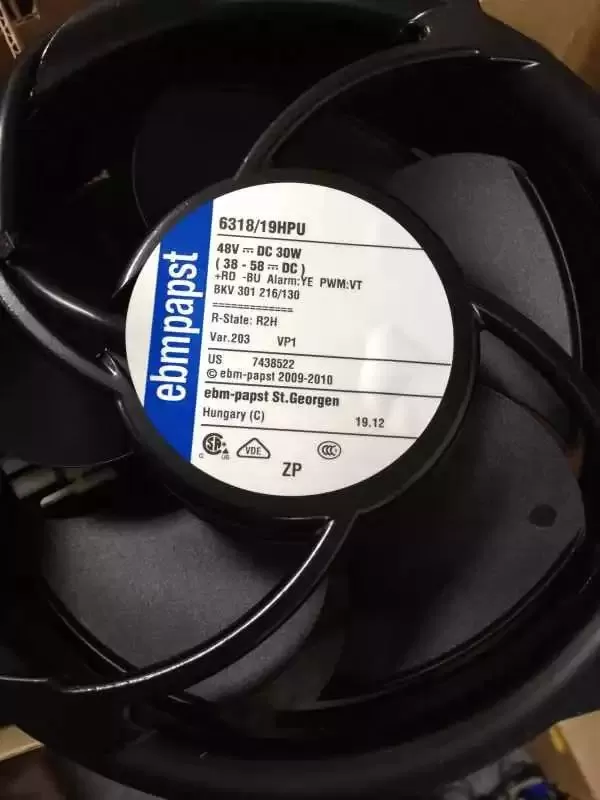 ebmpapst
6318/19HPU
48V ⎓ DC 30W
( 38 - 58 ⎓ DC )
+RD -BU Alarm:YE PWM:VT
BKV 301 216/130
=============
R-State: R2H
Var.203 VP1
US 7438522
© ebm-papst 2009-2010
ebm-papst St.Georgen
Hungary (C) 19.12
C US VDE CCC
ZP